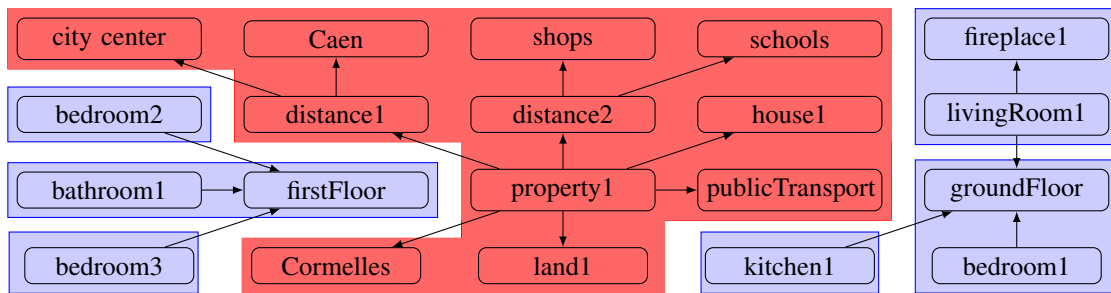 city center
Caen
shops
schools
fireplace1
bedroom2
distance1
distance2
house1
livingRoom1
bathroom1
firstFloor
property1
publicTransport
groundFloor
bedroom3
Cormelles
land1
kitchen1
bedroom1